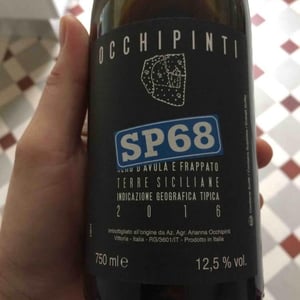 OCCHIPINTI
SP68
NERO D'AVOLA E FRAPPATO
TERRE SICILIANE
INDICAZIONE GEOGRAFICA TIPICA
2016
Imbottigliato all'origine da Az. Agr. Arianna Occhipinti
Vittoria - Italia - RG/5601/IT - Prodotto in Italia
750 ml e
12,5 % vol.